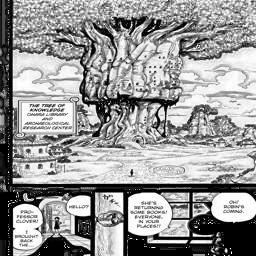 THE TREE OF
KNOWLEDGE
OHARA LIBRARY
AND
ARCHAEOLOGICAL
RESEARCH CENTER
PRO-
FESSOR
CLOVER!
I
BROUGHT
BACK
THE...
HELLO?
SHE'S
RETURNING
SOME BOOKS!
EVERYONE,
IN YOUR
PLACES!!
OH!
ROBIN'S
COMING.